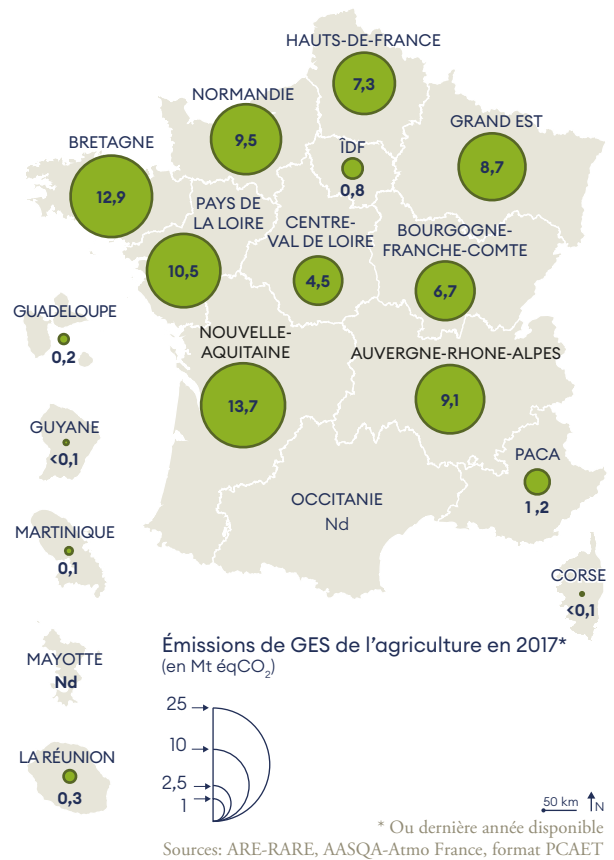 HAUTS-DE-FRANCE
7,3
NORMANDIE
9,5
GRAND EST
8,7
ÎDF
0,8
BRETAGNE
12,9
PAYS DE
LA LOIRE
10,5
CENTRE-
VAL DE LOIRE
4,5
BOURGOGNE-
FRANCHE-COMTE
6,7
GUADELOUPE
0,2
NOUVELLE-
AQUITAINE
13,7
AUVERGNE-RHONE-ALPES
9,1
GUYANE
<0,1
PACA
1,2
OCCITANIE
Nd
MARTINIQUE
0,1
CORSE
<0,1
MAYOTTE
Nd
LA RÉUNION
0,3
Émissions de GES de l'agriculture en 2017*
(en Mt éqCO₂)
25
10
2,5
1
50 km N
* Ou dernière année disponible
Sources: ARE-RARE, AASQA-Atmo France, format PCAET